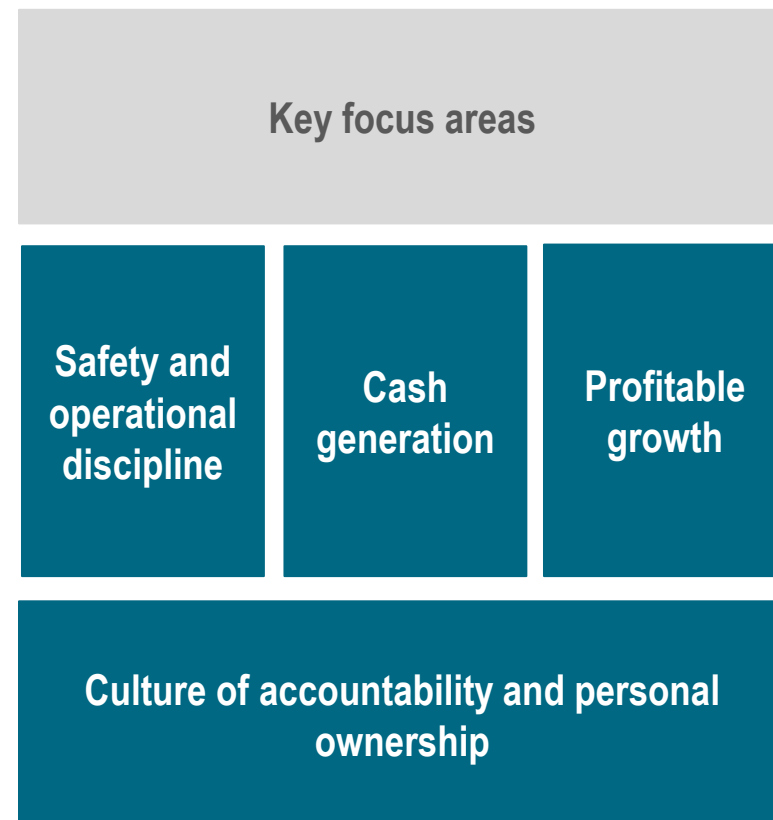 Key focus areas
Safety and
operational
discipline
Cash
generation
Profitable
growth
Culture of accountability and personal
ownership